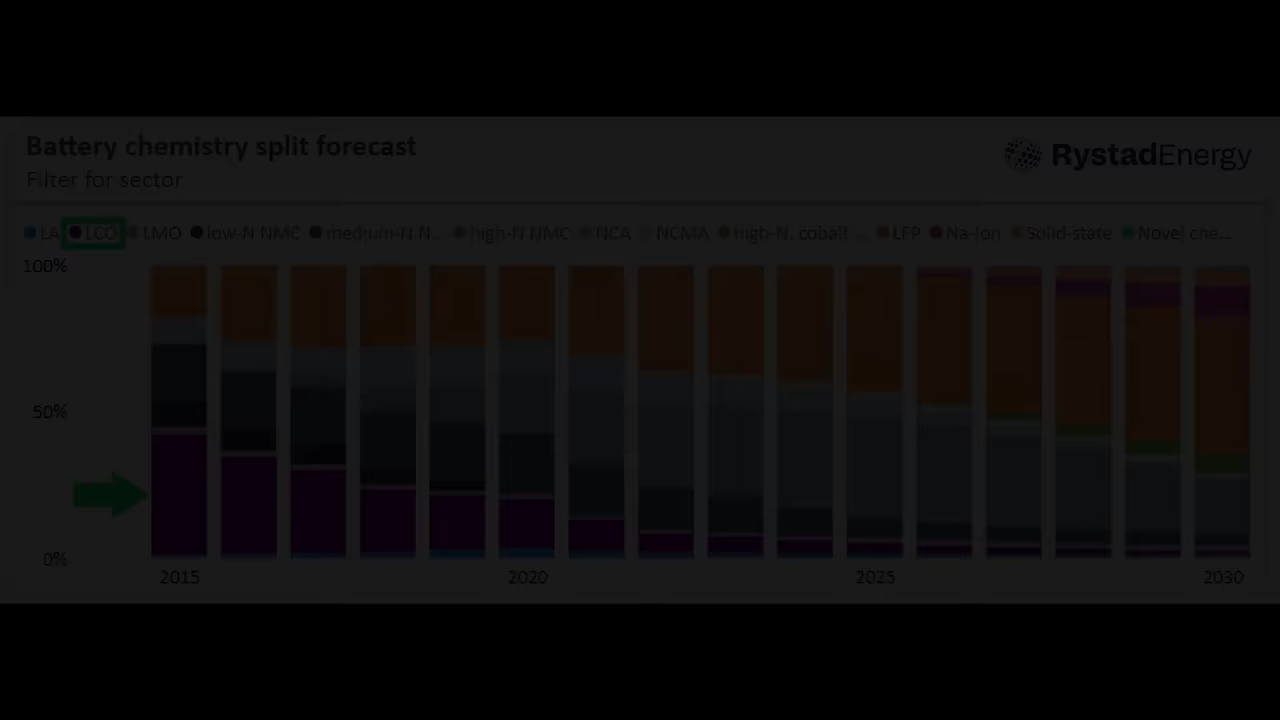 Battery chemistry split forecast
RystadEnergy
Filter for sector
LA LCO LMO low-N NMC medium-N N... high-N NMC NCA NCMA high-N, cobalt ... LFP Na-Ion Solid-state Novel che...
100%
50%
0%
2015 2020 2025 2030